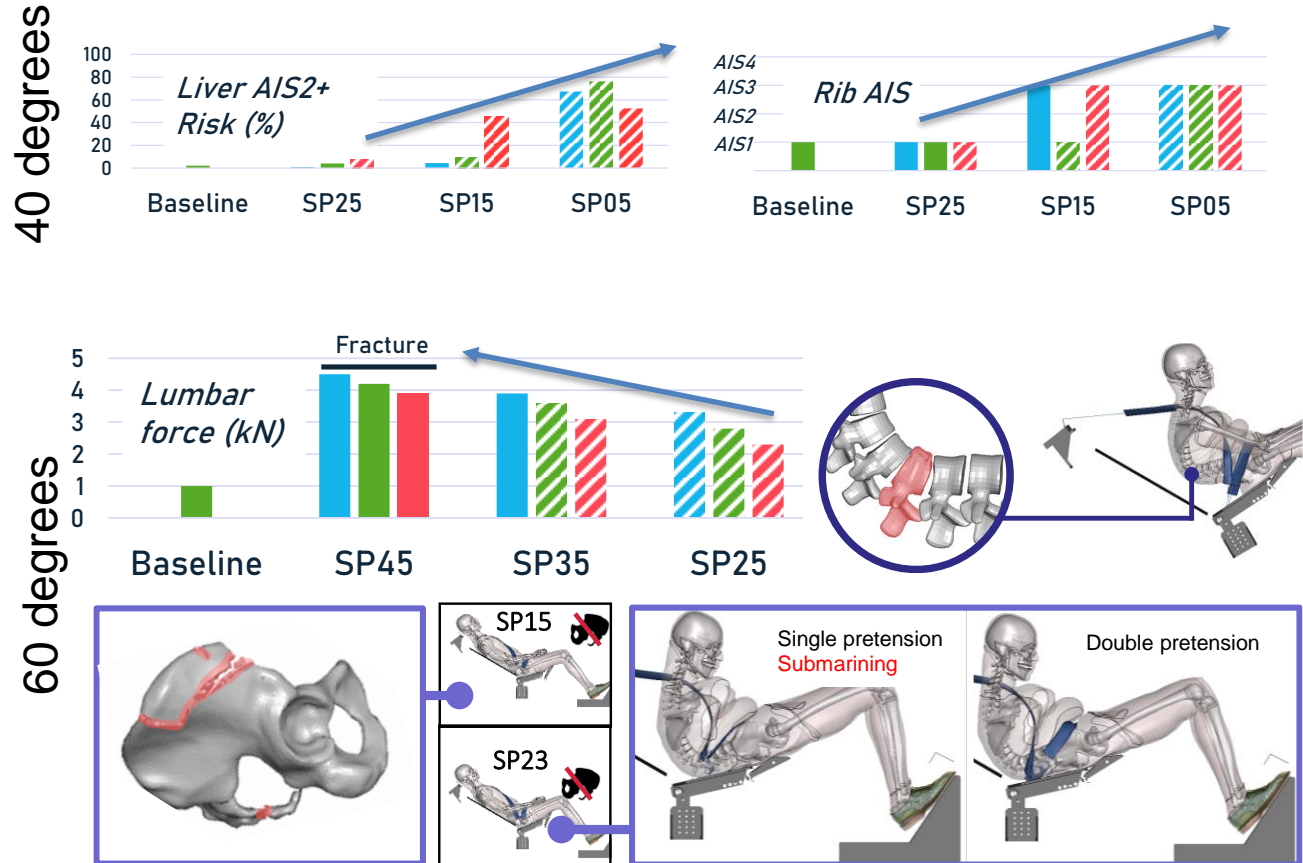 40 degrees
100
80
60
40
20
0
Liver AIS2+
Risk (%)
Baseline
SP25
SP15
SP05
AIS4
AIS3
AIS2
AIS1
Rib AIS
Baseline
SP25
SP15
SP05
60 degrees
5
4
3
2
1
0
Lumbar
force (kN)
Fracture
Baseline
SP45
SP35
SP25
SP15
SP23
Single pretension
Submarining
Double pretension